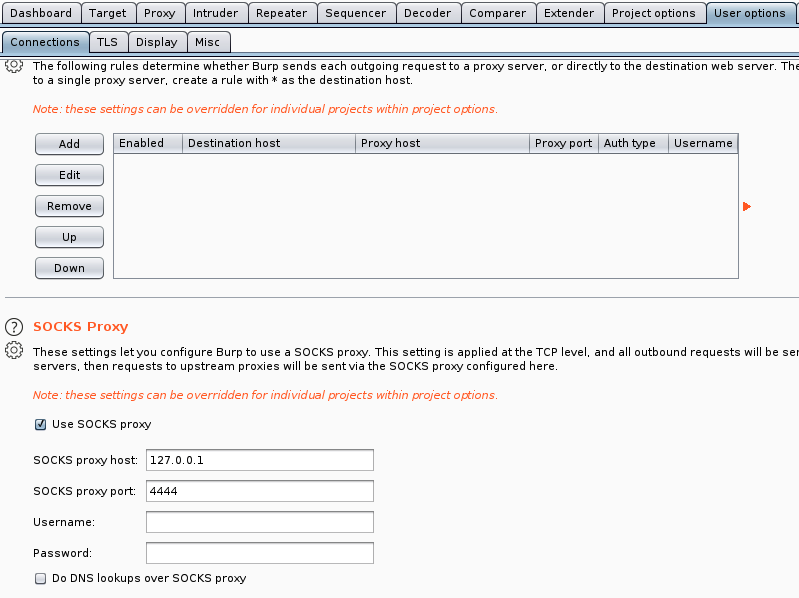 Dashboard Target Proxy Intruder Repeater Sequencer Decoder Comparer Extender Project options User options
Connections TLS Display Misc
The following rules determine whether Burp sends each outgoing request to a proxy server, or directly to the destination web server. The
to a single proxy server, create a rule with * as the destination host.
Note: these settings can be overridden for individual projects within project options.
Add Enabled Destination host Proxy host Proxy port Auth type Username
Edit
Remove
Up
Down
? SOCKS Proxy
These settings let you configure Burp to use a SOCKS proxy. This setting is applied at the TCP level, and all outbound requests will be ser
servers, then requests to upstream proxies will be sent via the SOCKS proxy configured here.
Note: these settings can be overridden for individual projects within project options.
Use SOCKS proxy
SOCKS proxy host: 127.0.0.1
SOCKS proxy port: 4444
Username:
Password:
Do DNS lookups over SOCKS proxy